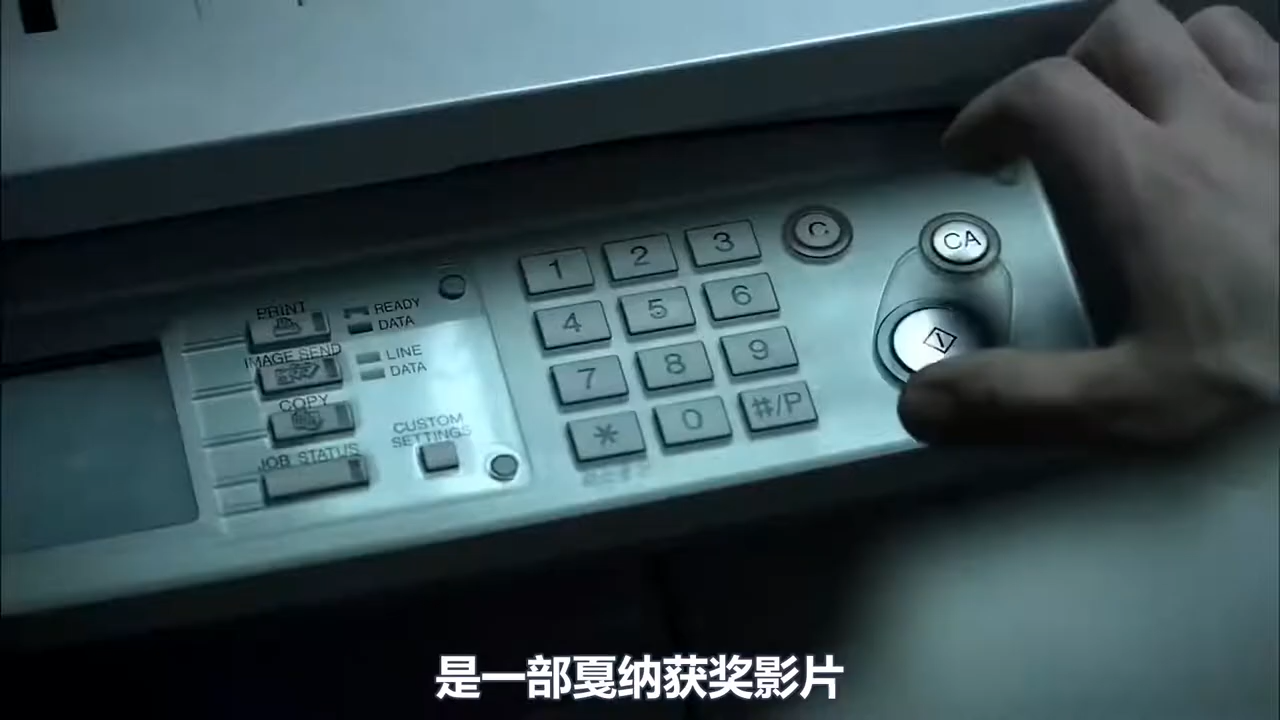 PRINT
READY
DATA
IMAGE SEND
LINE
DATA
COPY
CUSTOM
SETTINGS
JOB STATUS
1 2 3
4 5 6
7 8 9
* 0 #/P
C
CA
是一部戛纳获奖影片